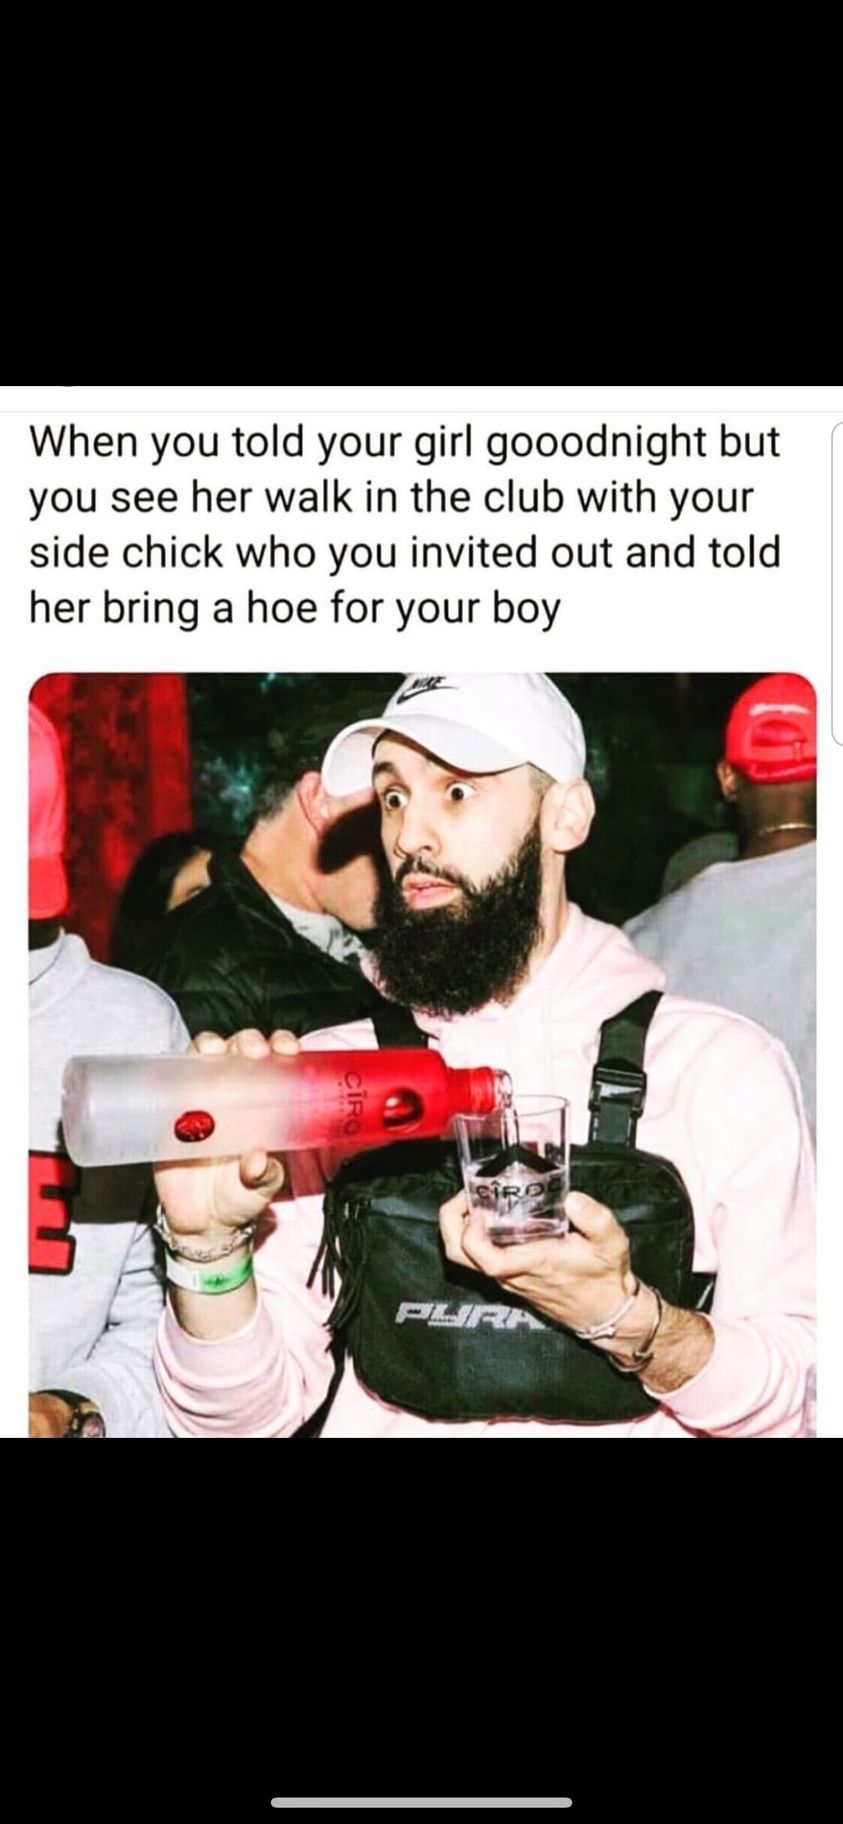 When you told your girl gooodnight but
you see her walk in the club with your
side chick who you invited out and told
her bring a hoe for your boy
NIKE
CÎROC
CÎROC
E